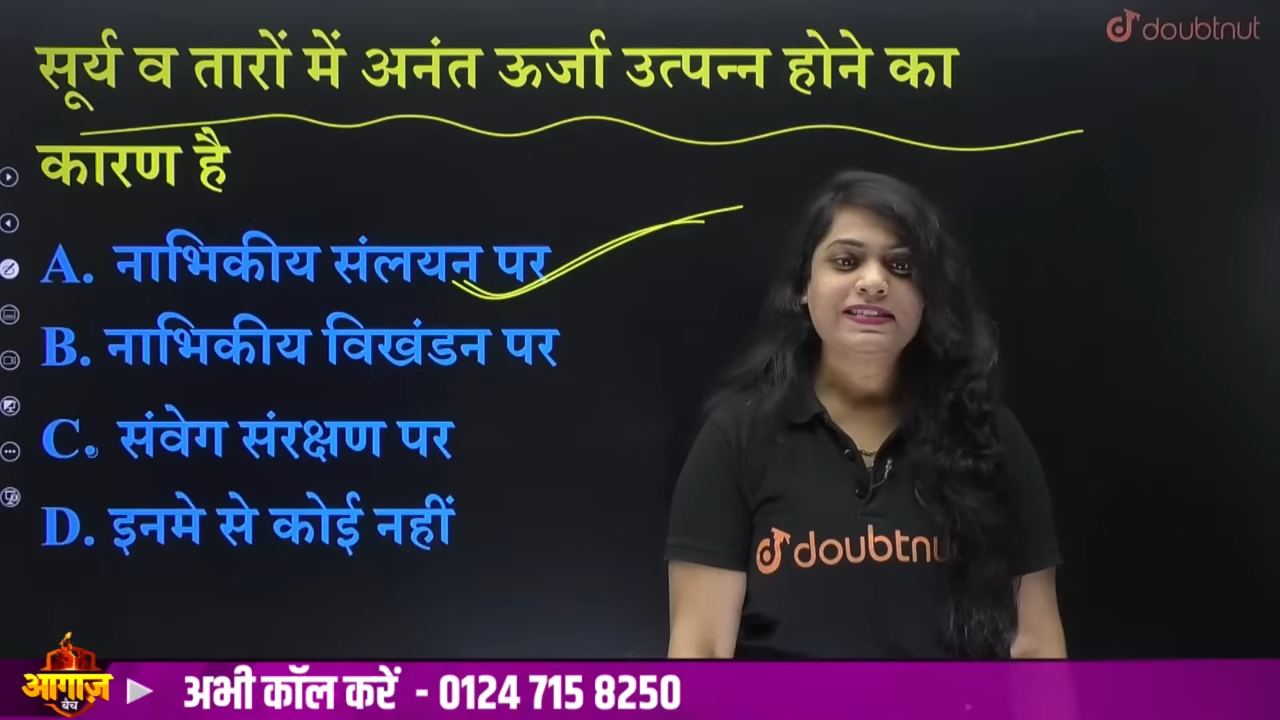 doubtnut
सूर्य व तारों में अनंत ऊर्जा उत्पन्न होने का
कारण है
A. नाभिकीय संलयन पर
B. नाभिकीय विखंडन पर
C. संवेग संरक्षण पर
D. इनमे से कोई नहीं
doubtnu
आगाज़
बैच
अभी कॉल करें - 0124 715 8250